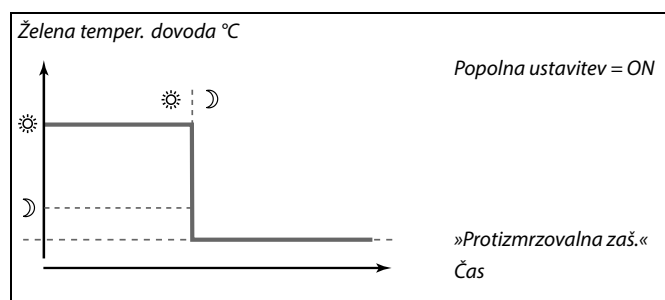 Želena temper. dovoda °C
Popolna ustavitev = ON
»Protizmrzovalna zaš.«
Čas